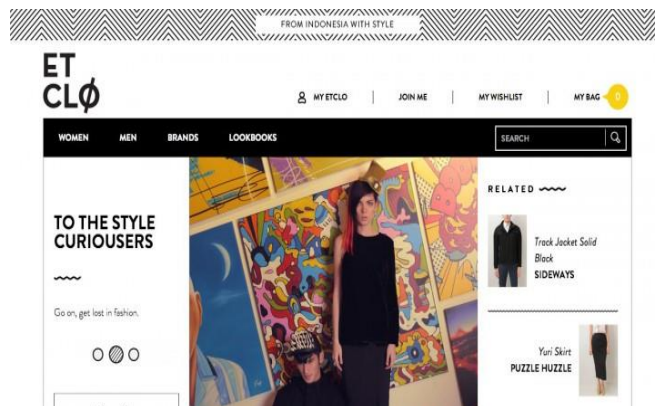 FROM INDONESIA WITH STYLE
ET
CLØ
MY ETCLO
JOIN ME
MY WISHLIST
MY BAG
0
WOMEN
MEN
BRANDS
LOOKBOOKS
SEARCH
TO THE STYLE
CURIOUSERS
Go on, get lost in fashion.
RELATED
Track Jacket Solid
Black
SIDEWAYS
Yuri Skirt
PUZZLE HUZZLE